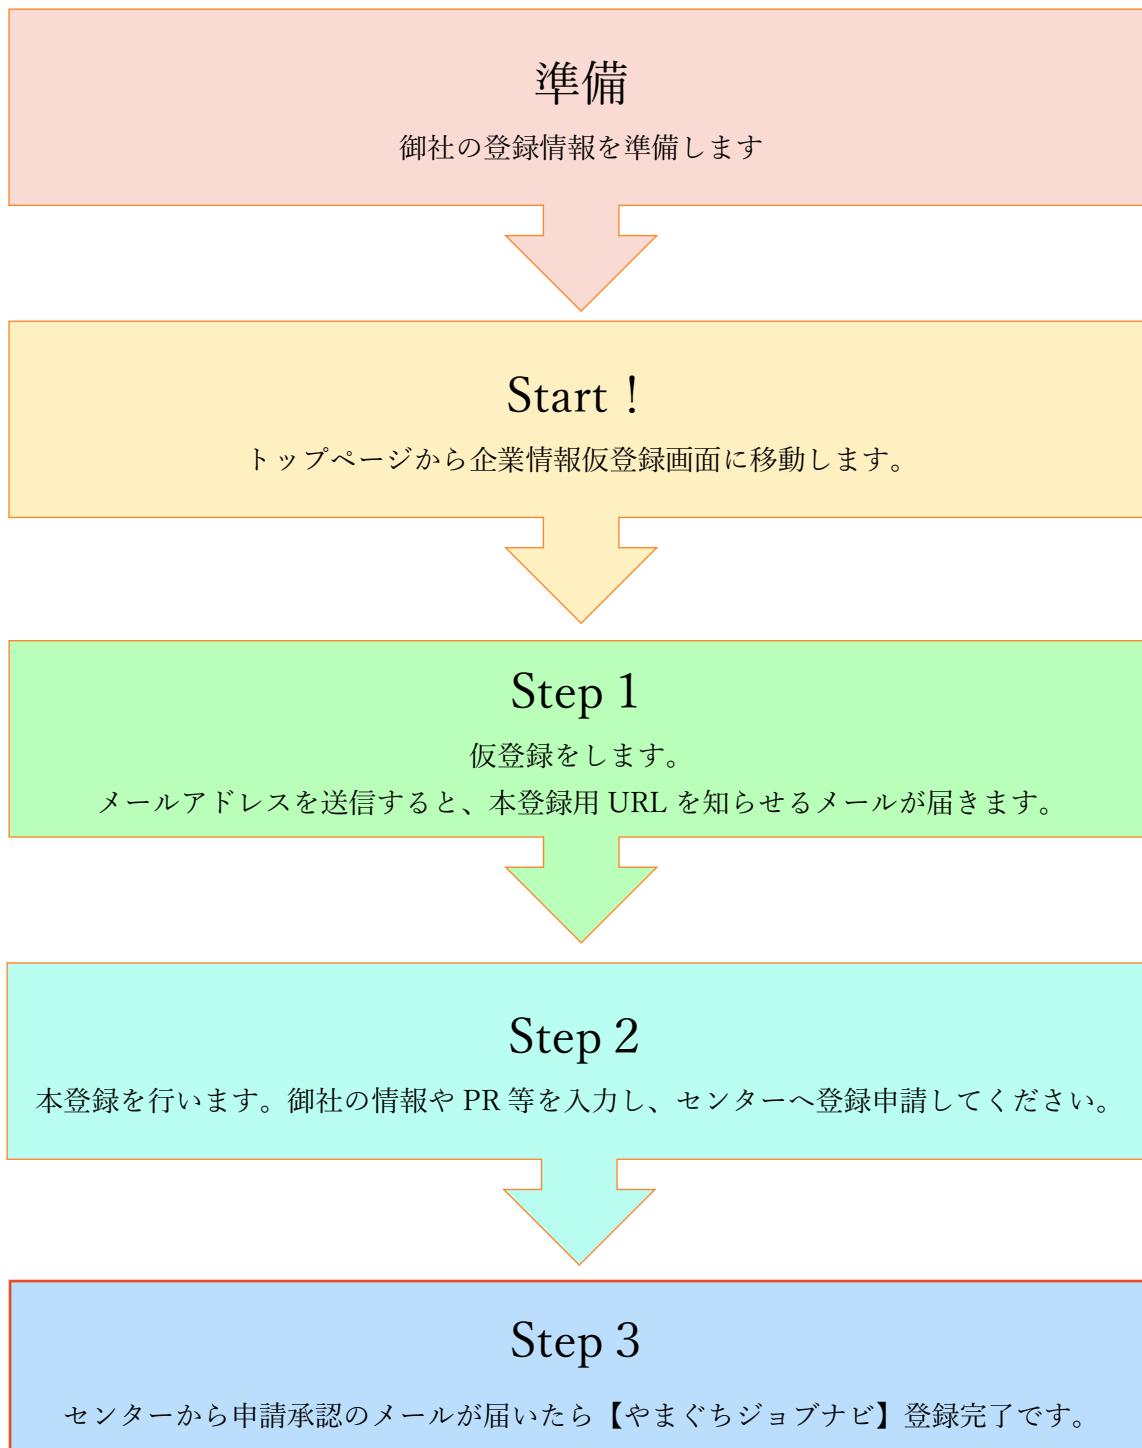 準備
御社の登録情報を準備します
Start！
トップページから企業情報仮登録画面に移動します。
Step 1
仮登録をします。
メールアドレスを送信すると、本登録用 URL を知らせるメールが届きます。
Step 2
本登録を行います。御社の情報や PR 等を入力し、センターへ登録申請してください。
Step 3
センターから申請承認のメールが届いたら【やまぐちジョブナビ】登録完了です。